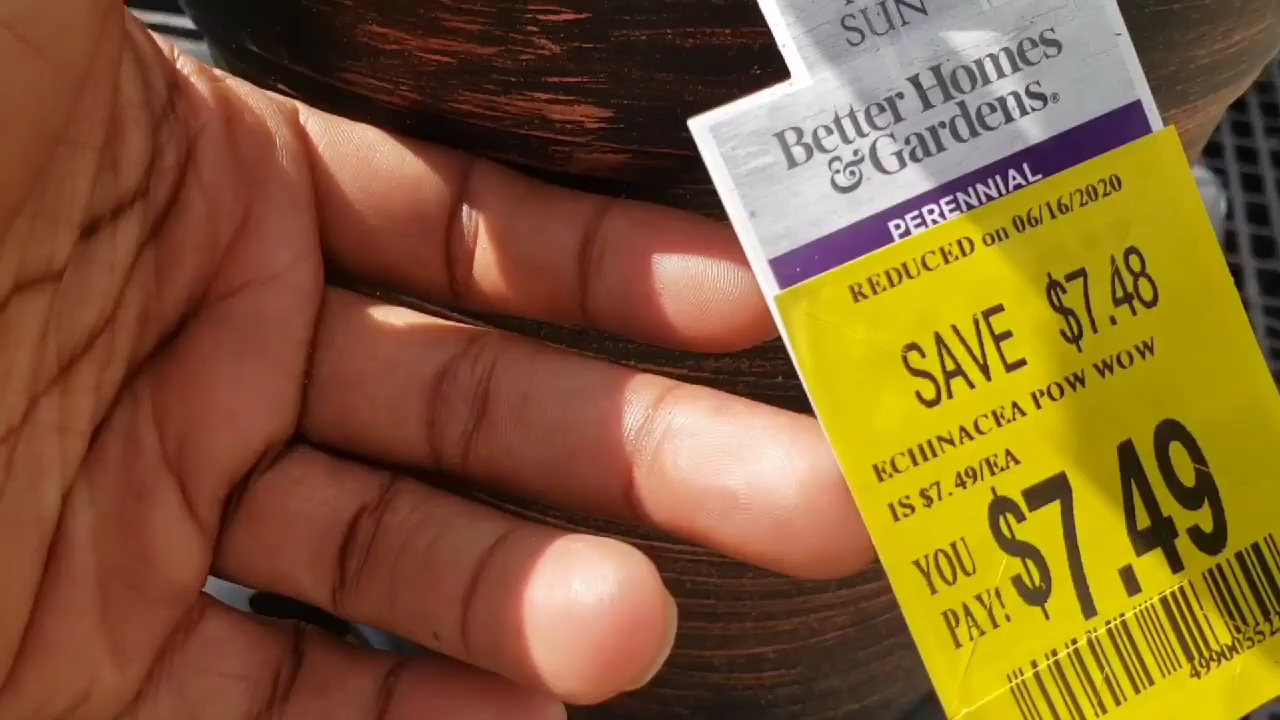 SUN
Better Homes
& Gardens®
PERENNIAL
REDUCED on 06/16/2020
SAVE $7.48
ECHINACEA POW WOW
IS $7.49/EA
YOU
PAY!
$7.49